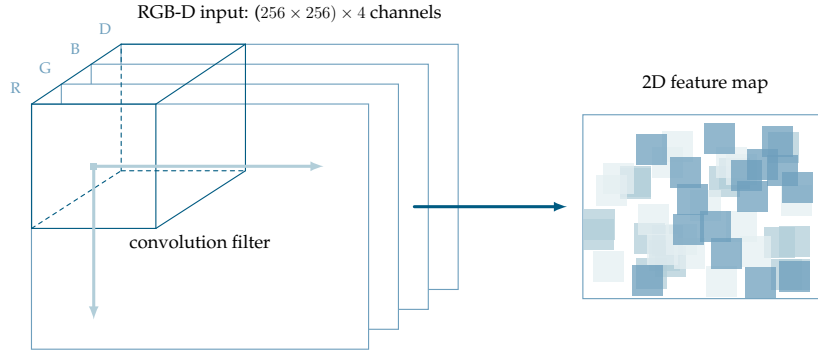 RGB-D input: (256 × 256) × 4 channels
D
B
G
R
2D feature map
convolution filter